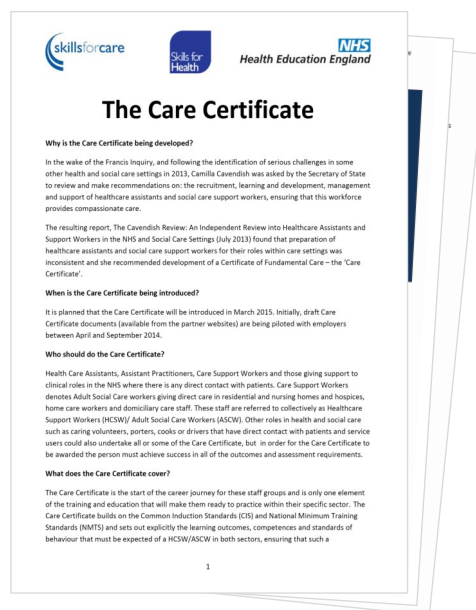 skillsforcare
Skills for
Health
NHS
Health Education England
The Care Certificate
Why is the Care Certificate being developed?
In the wake of the Francis Inquiry, and following the identification of serious challenges in some
other health and social care settings in 2013, Camilla Cavendish was asked by the Secretary of State
to review and make recommendations on: the recruitment, learning and development, management
and support of healthcare assistants and social care support workers, ensuring that this workforce
provides compassionate care.
The resulting report, The Cavendish Review: An Independent Review into Healthcare Assistants and
Support Workers in the NHS and Social Care Settings (July 2013) found that preparation of
healthcare assistants and social care support workers for their roles within care settings was
inconsistent and she recommended development of a Certificate of Fundamental Care – the ‘Care
Certificate’.
When is the Care Certificate being introduced?
It is planned that the Care Certificate will be introduced in March 2015. Initially, draft Care
Certificate documents (available from the partner websites) are being piloted with employers
between April and September 2014.
Who should do the Care Certificate?
Health Care Assistants, Assistant Practitioners, Care Support Workers and those giving support to
clinical roles in the NHS where there is any direct contact with patients. Care Support Workers
denotes Adult Social Care workers giving direct care in residential and nursing homes and hospices,
home care workers and domiciliary care staff. These staff are referred to collectively as Healthcare
Support Workers (HCSW)/ Adult Social Care Workers (ASCW). Other roles in health and social care
such as caring volunteers, porters, cooks or drivers that have direct contact with patients and service
users could also undertake all or some of the Care Certificate, but in order for the Care Certificate to
be awarded the person must achieve success in all of the outcomes and assessment requirements.
What does the Care Certificate cover?
The Care Certificate is the start of the career journey for these staff groups and is only one element
of the training and education that will make them ready to practice within their specific sector. The
Care Certificate builds on the Common Induction Standards (CIS) and National Minimum Training
Standards (NMTS) and sets out explicitly the learning outcomes, competences and standards of
behaviour that must be expected of a HCSW/ASCW in both sectors, ensuring that such a
1